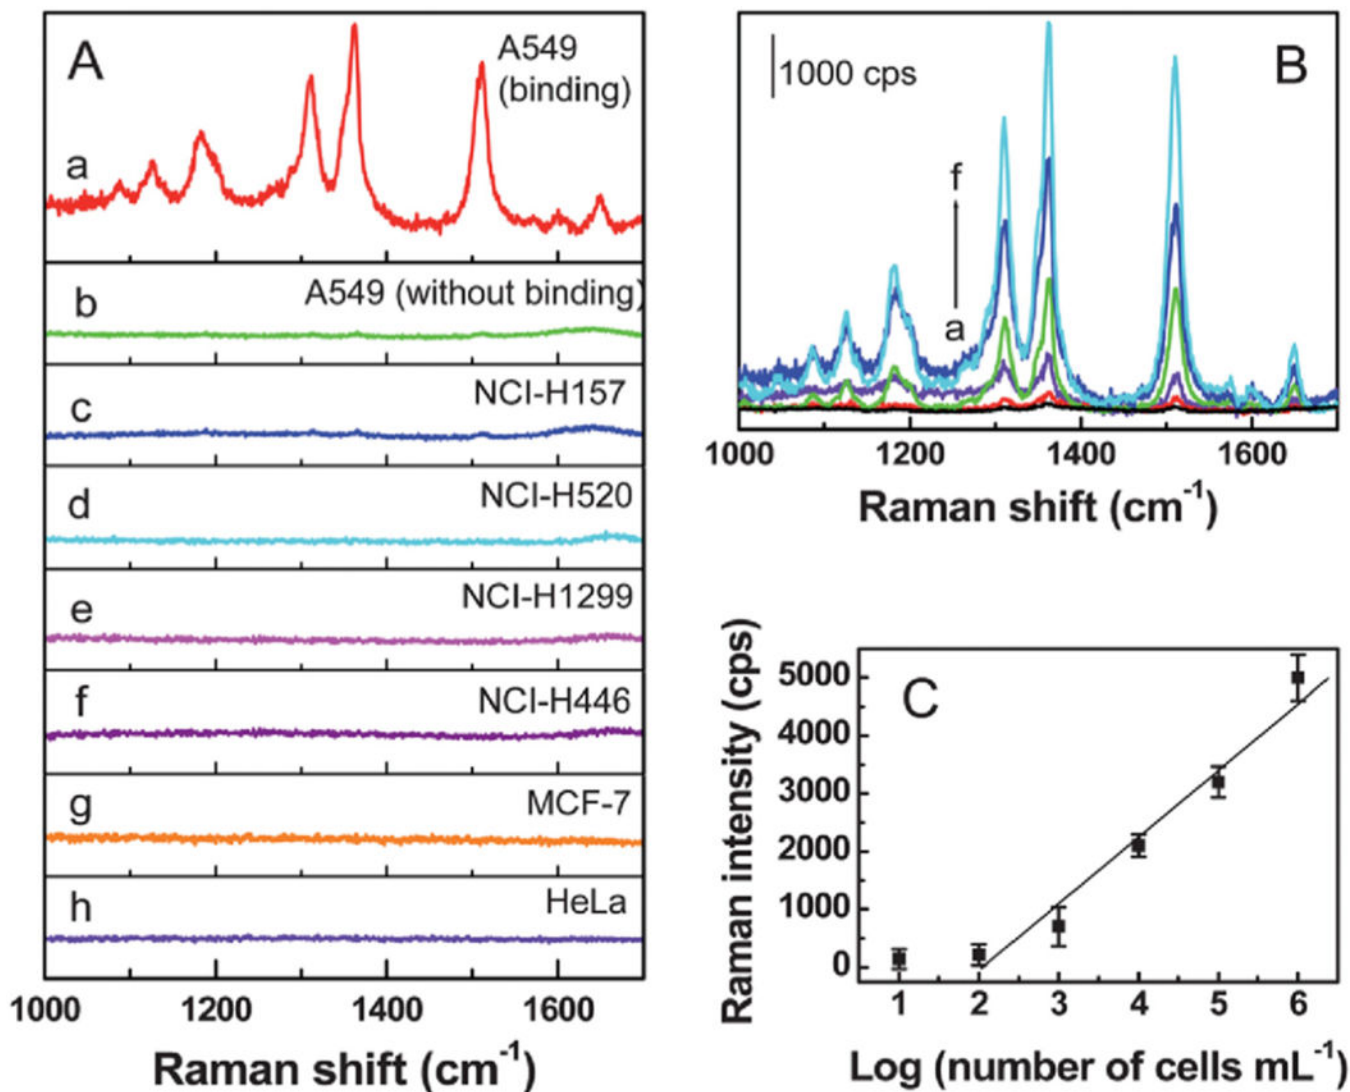 A
A549
(binding)
a
b
A549 (without binding)
c
NCI-H157
d
NCI-H520
e
NCI-H1299
f
NCI-H446
g
MCF-7
h
HeLa
1000 1200 1400 1600
Raman shift (cm-1)
1000 cps
B
f
a
1000 1200 1400 1600
Raman shift (cm-1)
C
Raman intensity (cps)
5000
4000
3000
2000
1000
0
1 2 3 4 5 6
Log (number of cells mL-1)